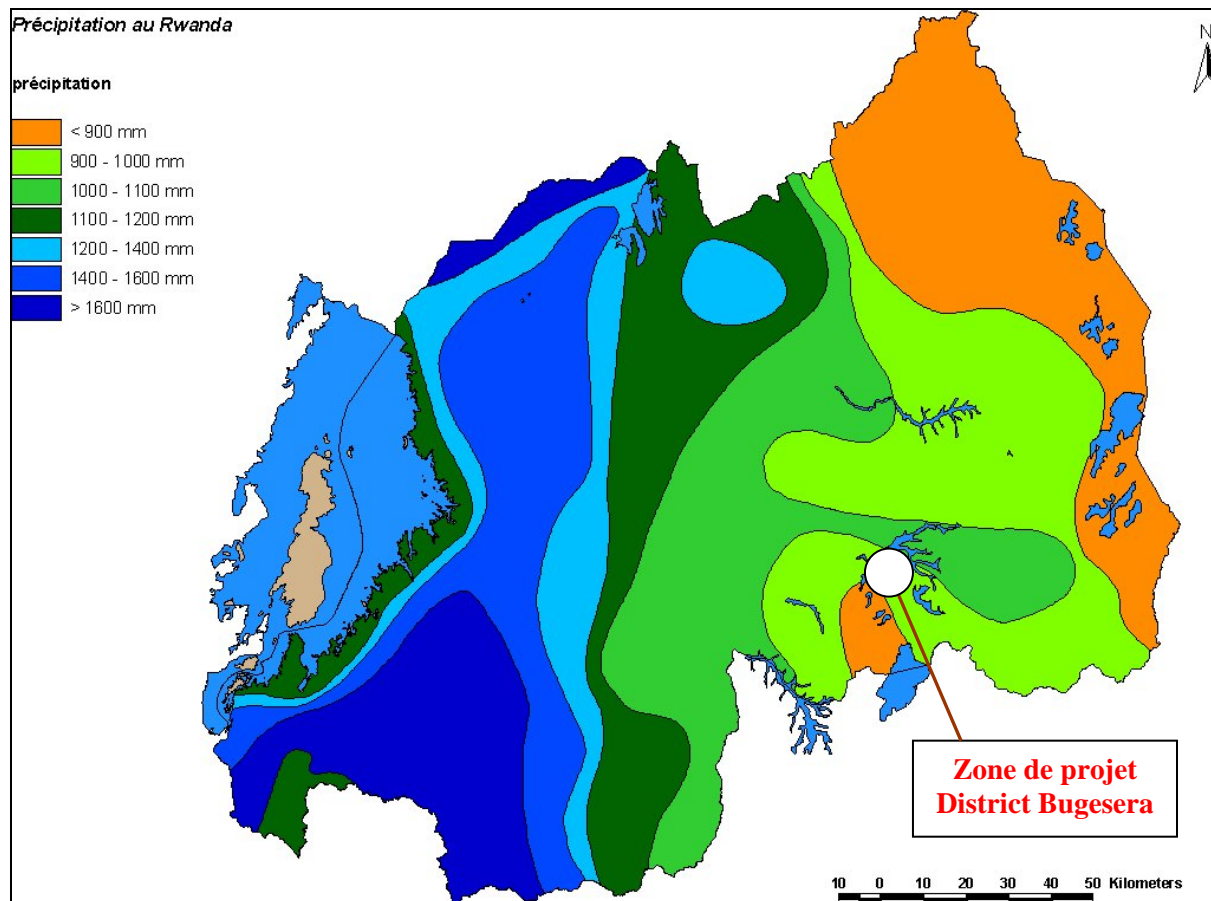 Précipitation au Rwanda
précipitation
< 900 mm
900 - 1000 mm
1000 - 1100 mm
1100 - 1200 mm
1200 - 1400 mm
1400 - 1600 mm
> 1600 mm
N
Zone de projet
District Bugesera
10 0 10 20 30 40 50 Kilometers